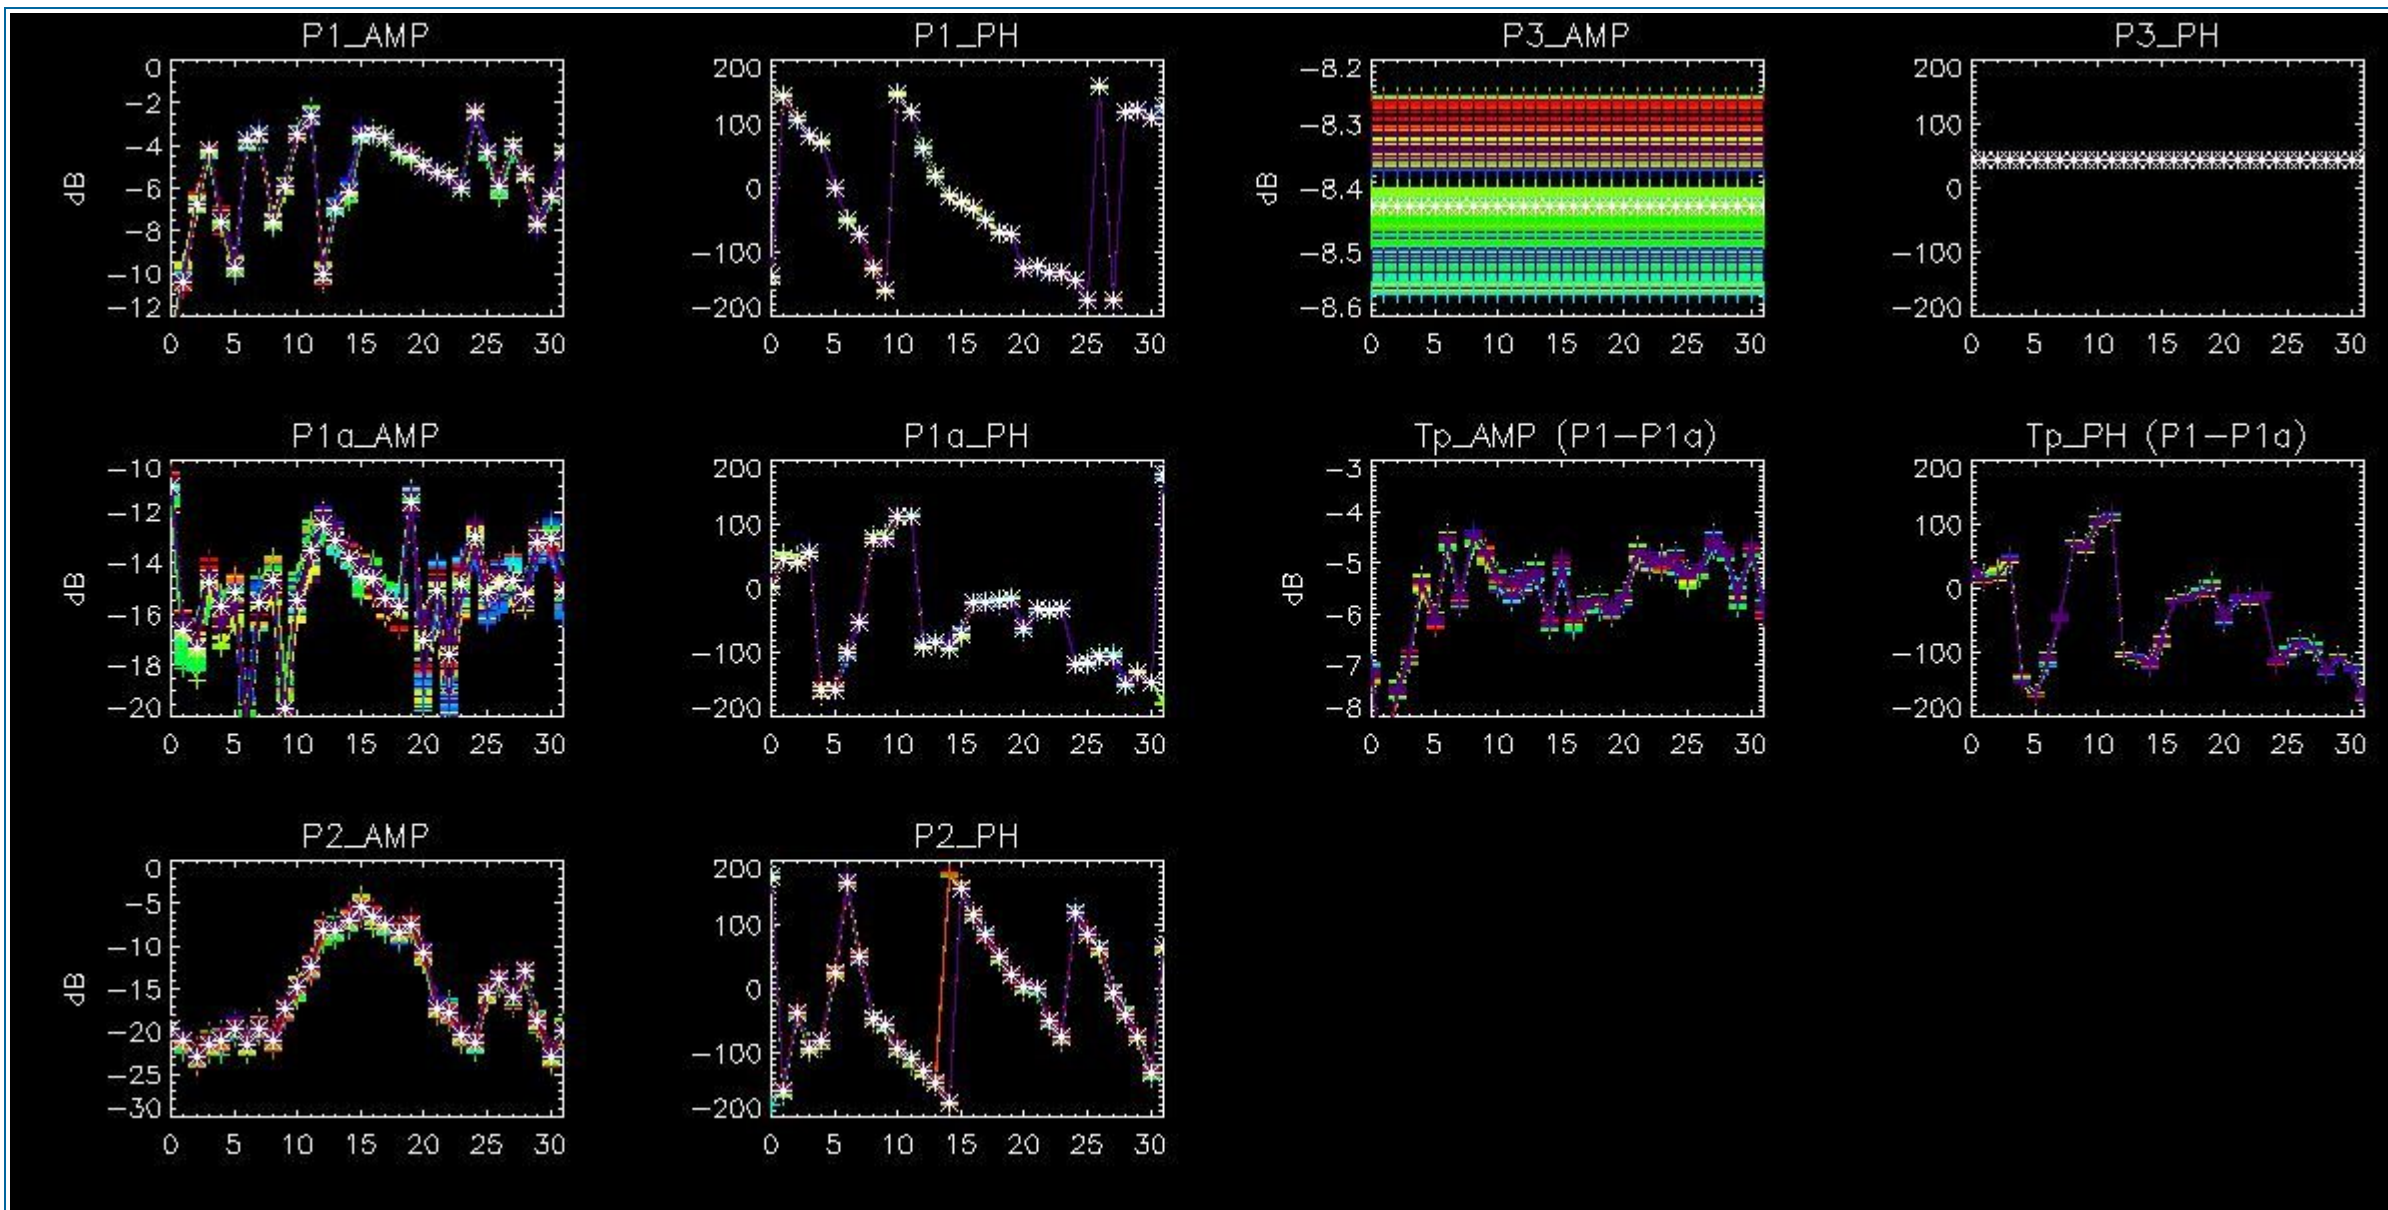 P1_AMP P1_PH P3_AMP P3_PH
0 200 −8.2 200
−2
100 −8.3 100
−4
dB −6 0 dB −8.4 0
−8
−100 −8.5 −100
−10
−12 −200 −8.6 −200
0 5 10 15 20 25 30 0 5 10 15 20 25 30 0 5 10 15 20 25 30 0 5 10 15 20 25 30
P1a_AMP P1a_PH Tp_AMP (P1−P1a) Tp_PH (P1−P1a)
−10 200 −3 200
−12 100 −4 100
dB −14 0 dB −5 0
−16 −6
−18 −100 −7 −100
−20 −200 −8 −200
0 5 10 15 20 25 30 0 5 10 15 20 25 30 0 5 10 15 20 25 30 0 5 10 15 20 25 30
P2_AMP P2_PH
0 200
−5 100
−10
dB −15 0
−20 −100
−25
−30 −200
0 5 10 15 20 25 30 0 5 10 15 20 25 30